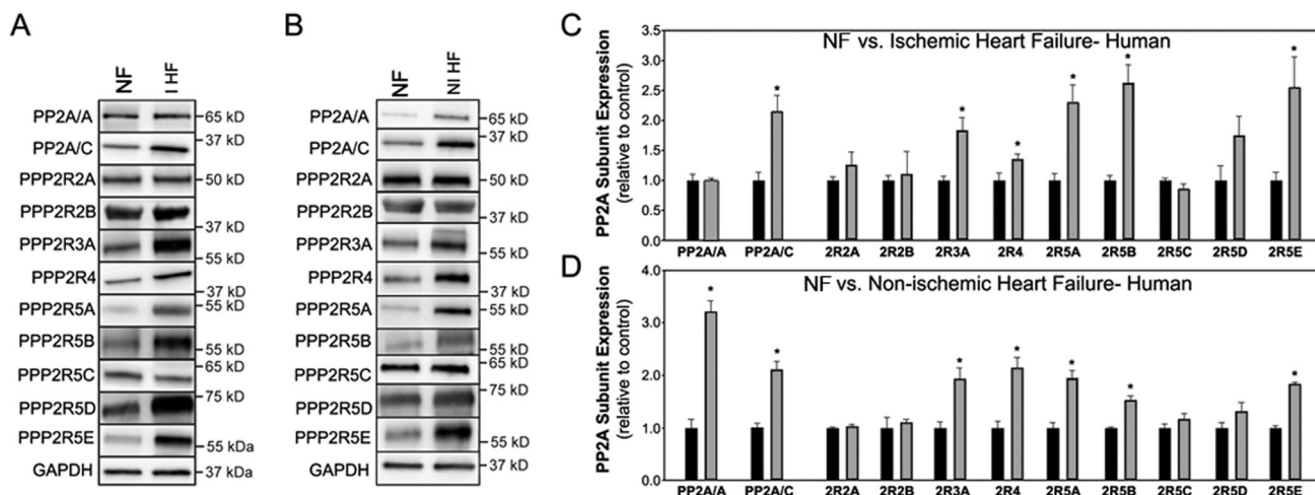 A
NF
I HF
PP2A/A
65 kD
PP2A/C
37 kD
PPP2R2A
50 kD
PPP2R2B
37 kD
PPP2R3A
55 kD
PPP2R4
37 kD
PPP2R5A
55 kD
PPP2R5B
55 kD
PPP2R5C
65 kD
PPP2R5D
75 kD
PPP2R5E
55 kDa
GAPDH
37 kDa
B
NF
NI HF
PP2A/A
65 kD
PP2A/C
37 kD
PPP2R2A
50 kD
PPP2R2B
37 kD
PPP2R3A
55 kD
PPP2R4
37 kD
PPP2R5A
55 kD
PPP2R5B
55 kD
PPP2R5C
65 kD
PPP2R5D
75 kD
PPP2R5E
55 kD
GAPDH
37 kD
C
NF vs. Ischemic Heart Failure- Human
PP2A Subunit Expression
(relative to control)
3.5
3.0
2.5
2.0
1.5
1.0
0.5
0.0
* * * * * *
PP2A/A PP2A/C 2R2A 2R2B 2R3A 2R4 2R5A 2R5B 2R5C 2R5D 2R5E
D
NF vs. Non-ischemic Heart Failure- Human
PP2A Subunit Expression
(relative to control)
4.0
3.0
2.0
1.0
0.0
* * * * * * *
PP2A/A PP2A/C 2R2A 2R2B 2R3A 2R4 2R5A 2R5B 2R5C 2R5D 2R5E